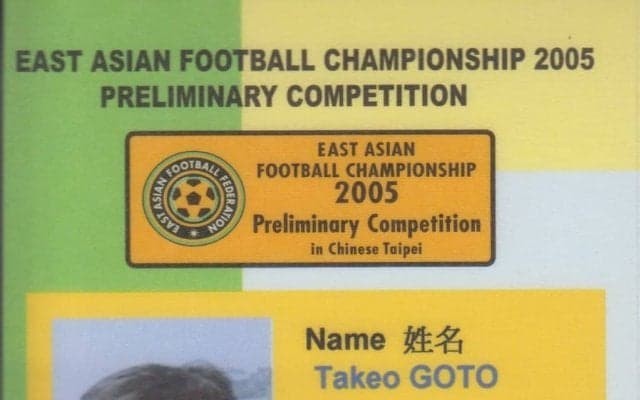 EAST ASIAN FOOTBALL CHAMPIONSHIP 2005
PRELIMINARY COMPETITION
EAST ASIAN FOOTBALL FEDERATION
EAST ASIAN
FOOTBALL CHAMPIONSHIP
2005
Preliminary Competition
in Chinese Taipei
Name 姓名
Takeo GOTO